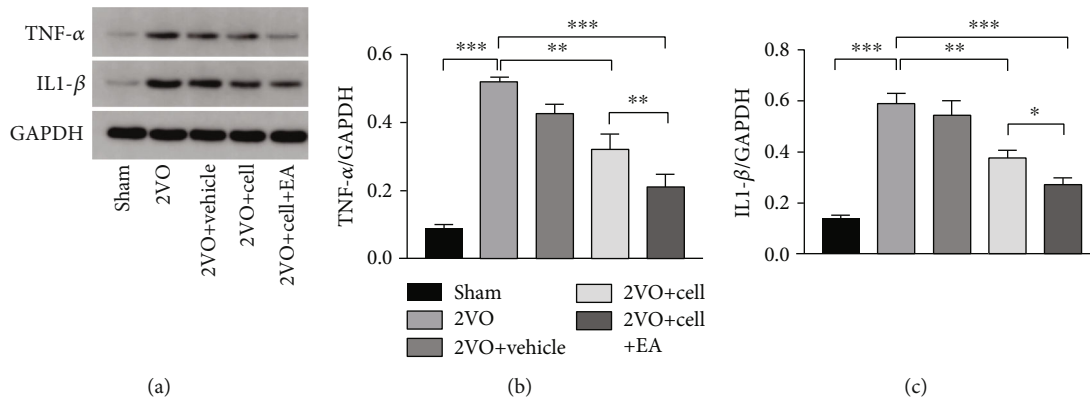 TNF-α
IL1-β
GAPDH
Sham
2VO
2VO+vehicle
2VO+cell
2VO+cell+EA
(a)
TNF-α/GAPDH
0.6
0.4
0.2
0.0
***
***
**
**
Sham
2VO
2VO+vehicle
2VO+cell
2VO+cell
+EA
(b)
IL1-β/GAPDH
0.8
0.6
0.4
0.2
0.0
***
***
**
*
(c)